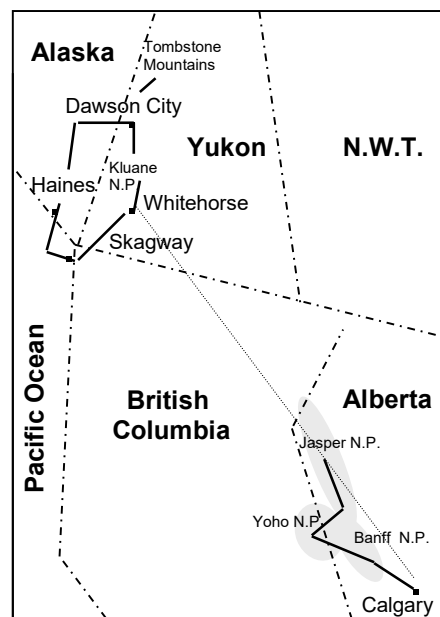 Alaska
Tombstone
Mountains
Dawson City
Yukon
N.W.T.
Kluane
N.P.
Haines
Whitehorse
Skagway
Pacific Ocean
British
Columbia
Alberta
Jasper N.P.
Yoho N.P.
Banff N.P.
Calgary